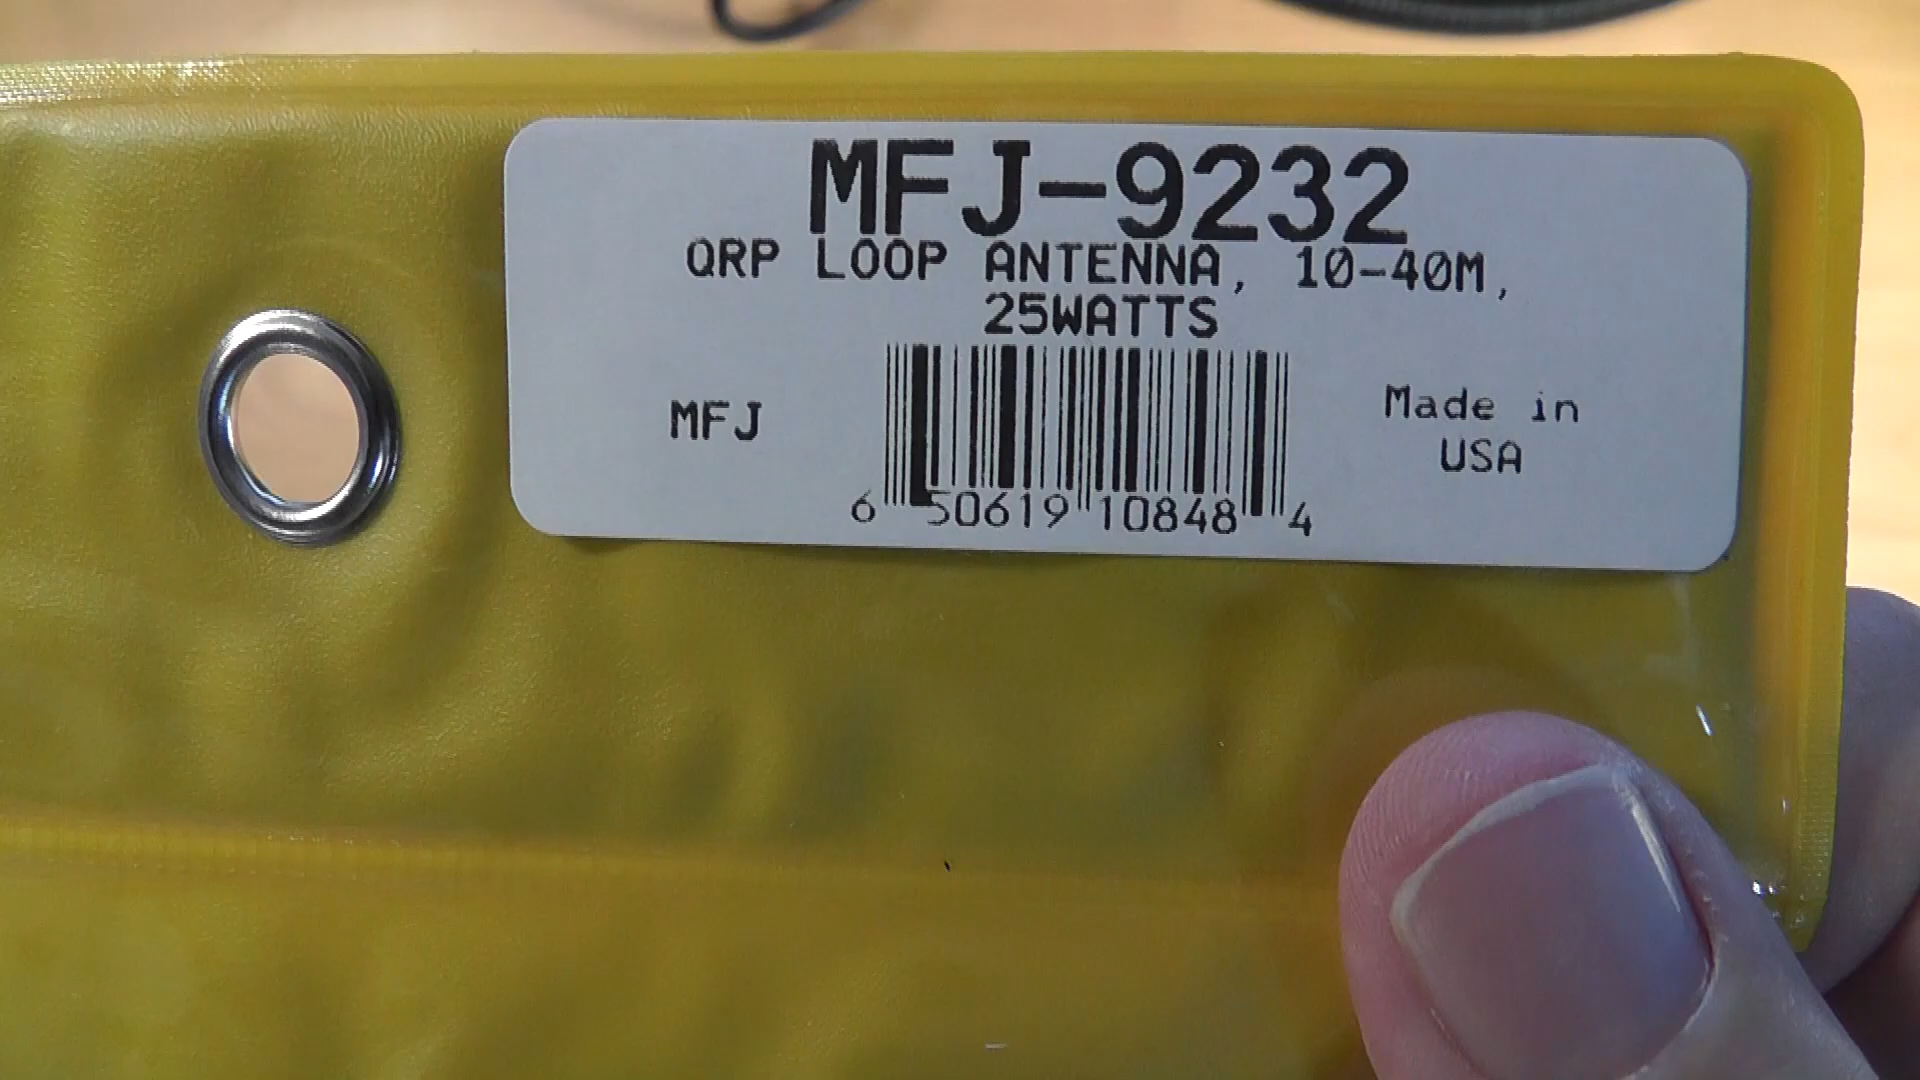 MFJ-9232
QRP LOOP ANTENNA, 10-40M,
25WATTS
MFJ
Made in
USA
6 50619 10848 4